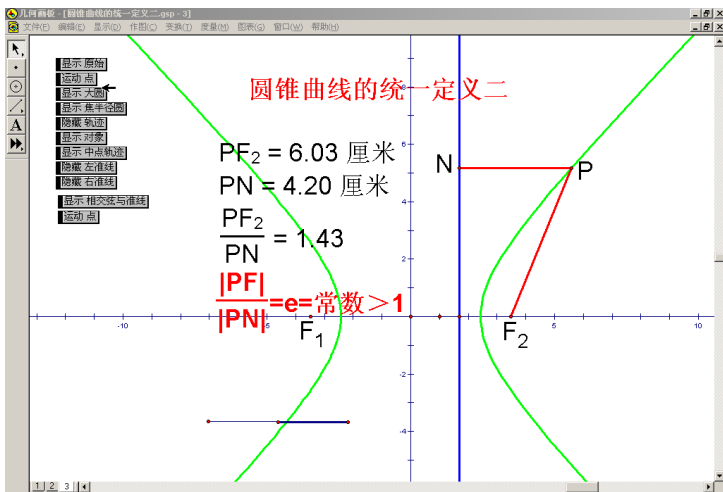 几何画板 - [圆锥曲线的统一定义二.gsp - 3]
文件(F) 编辑(E) 显示(D) 作图(C) 变换(T) 度量(M) 图表(G) 窗口(W) 帮助(H)
显示 原始
运动 点
显示 大圆
显示 焦半径圆
隐藏 轨迹
显示 对象
显示 中点轨迹
隐藏 左准线
隐藏 右准线
显示 相交弦与准线
运动 点
A
圆锥曲线的统一定义二
PF₂ = 6.03 厘米
PN = 4.20 厘米
PF₂
PN
= 1.43
|PF|
|PN|
=e=常数＞1
N
P
F₁
F₂
8
6
4
2
-2
-4
-10
5
10
1 2 3